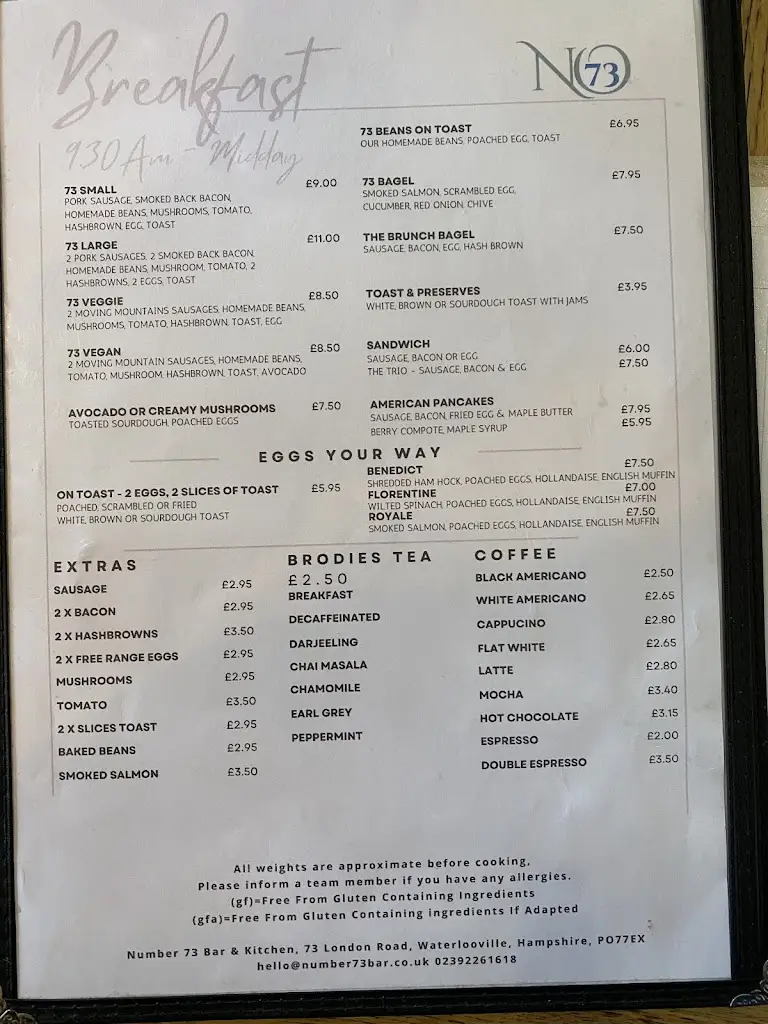 Breakfast
9.30 Am - Midday
NO 73
73 SMALL £9.00
PORK SAUSAGE, SMOKED BACK BACON,
HOMEMADE BEANS, MUSHROOMS, TOMATO,
HASHBROWN, EGG, TOAST
73 LARGE £11.00
2 PORK SAUSAGES, 2 SMOKED BACK BACON,
HOMEMADE BEANS, MUSHROOM, TOMATO, 2
HASHBROWNS, 2 EGGS, TOAST
73 VEGGIE £8.50
2 MOVING MOUNTAINS SAUSAGES, HOMEMADE BEANS,
MUSHROOMS, TOMATO, HASHBROWN, TOAST, EGG
73 VEGAN £8.50
2 MOVING MOUNTAIN SAUSAGES, HOMEMADE BEANS,
TOMATO, MUSHROOM, HASHBROWN, TOAST, AVOCADO
AVOCADO OR CREAMY MUSHROOMS £7.50
TOASTED SOURDOUGH, POACHED EGGS
73 BEANS ON TOAST £6.95
OUR HOMEMADE BEANS, POACHED EGG, TOAST
73 BAGEL £7.95
SMOKED SALMON, SCRAMBLED EGG,
CUCUMBER, RED ONION, CHIVE
THE BRUNCH BAGEL £7.50
SAUSAGE, BACON, EGG, HASH BROWN
TOAST & PRESERVES £3.95
WHITE, BROWN OR SOURDOUGH TOAST WITH JAMS
SANDWICH
SAUSAGE, BACON OR EGG £6.00
THE TRIO - SAUSAGE, BACON & EGG £7.50
AMERICAN PANCAKES
SAUSAGE, BACON, FRIED EGG & MAPLE BUTTER £7.95
BERRY COMPOTE, MAPLE SYRUP £5.95
EGGS YOUR WAY
ON TOAST - 2 EGGS, 2 SLICES OF TOAST £5.95
POACHED, SCRAMBLED OR FRIED
WHITE, BROWN OR SOURDOUGH TOAST
BENEDICT £7.50
SHREDDED HAM HOCK, POACHED EGGS, HOLLANDAISE, ENGLISH MUFFIN
FLORENTINE £7.00
WILTED SPINACH, POACHED EGGS, HOLLANDAISE, ENGLISH MUFFIN
ROYALE £7.50
SMOKED SALMON, POACHED EGGS, HOLLANDAISE, ENGLISH MUFFIN
EXTRAS
SAUSAGE £2.95
2 X BACON £2.95
2 X HASHBROWNS £3.50
2 X FREE RANGE EGGS £2.95
MUSHROOMS £2.95
TOMATO £3.50
2 X SLICES TOAST £2.95
BAKED BEANS £2.95
SMOKED SALMON £3.50
BRODIES TEA
£2.50
BREAKFAST
DECAFFEINATED
DARJEELING
CHAI MASALA
CHAMOMILE
EARL GREY
PEPPERMINT
COFFEE
BLACK AMERICANO £2.50
WHITE AMERICANO £2.65
CAPPUCINO £2.80
FLAT WHITE £2.65
LATTE £2.80
MOCHA £3.40
HOT CHOCOLATE £3.15
ESPRESSO £2.00
DOUBLE ESPRESSO £3.50
All weights are approximate before cooking,
Please inform a team member if you have any allergies.
(gf)=Free From Gluten Containing Ingredients
(gfa)=Free From Gluten Containing ingredients If Adapted
Number 73 Bar & Kitchen, 73 London Road, Waterlooville, Hampshire, PO77EX
hello@number73bar.co.uk 02392261618